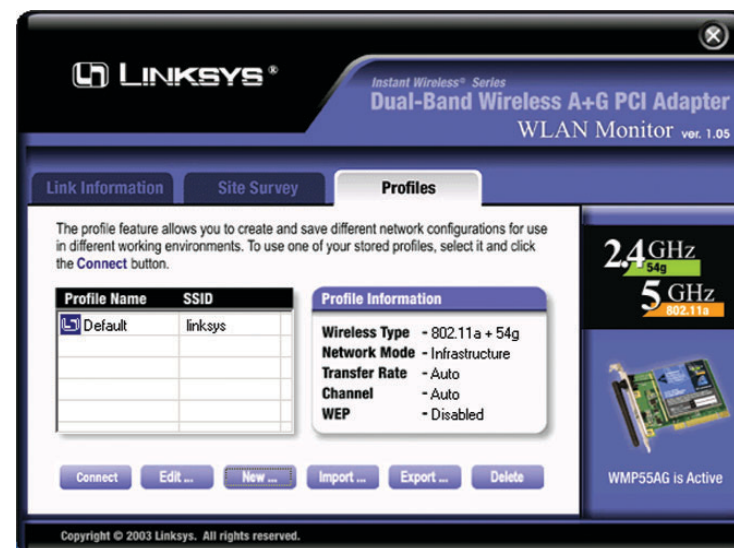 LINKSYS®
Instant Wireless® Series
Dual-Band Wireless A+G PCI Adapter
WLAN Monitor ver. 1.05
Link Information Site Survey Profiles
The profile feature allows you to create and save different network configurations for use
in different working environments. To use one of your stored profiles, select it and click
the Connect button.
Profile Name SSID
Default linksys
Profile Information
Wireless Type - 802.11a + 54g
Network Mode - Infrastructure
Transfer Rate - Auto
Channel - Auto
WEP - Disabled
2.4 GHz
54g
5 GHz
802.11a
WMP55AG is Active
Connect Edit ... New ... Import ... Export ... Delete
Copyright © 2003 Linksys. All rights reserved.